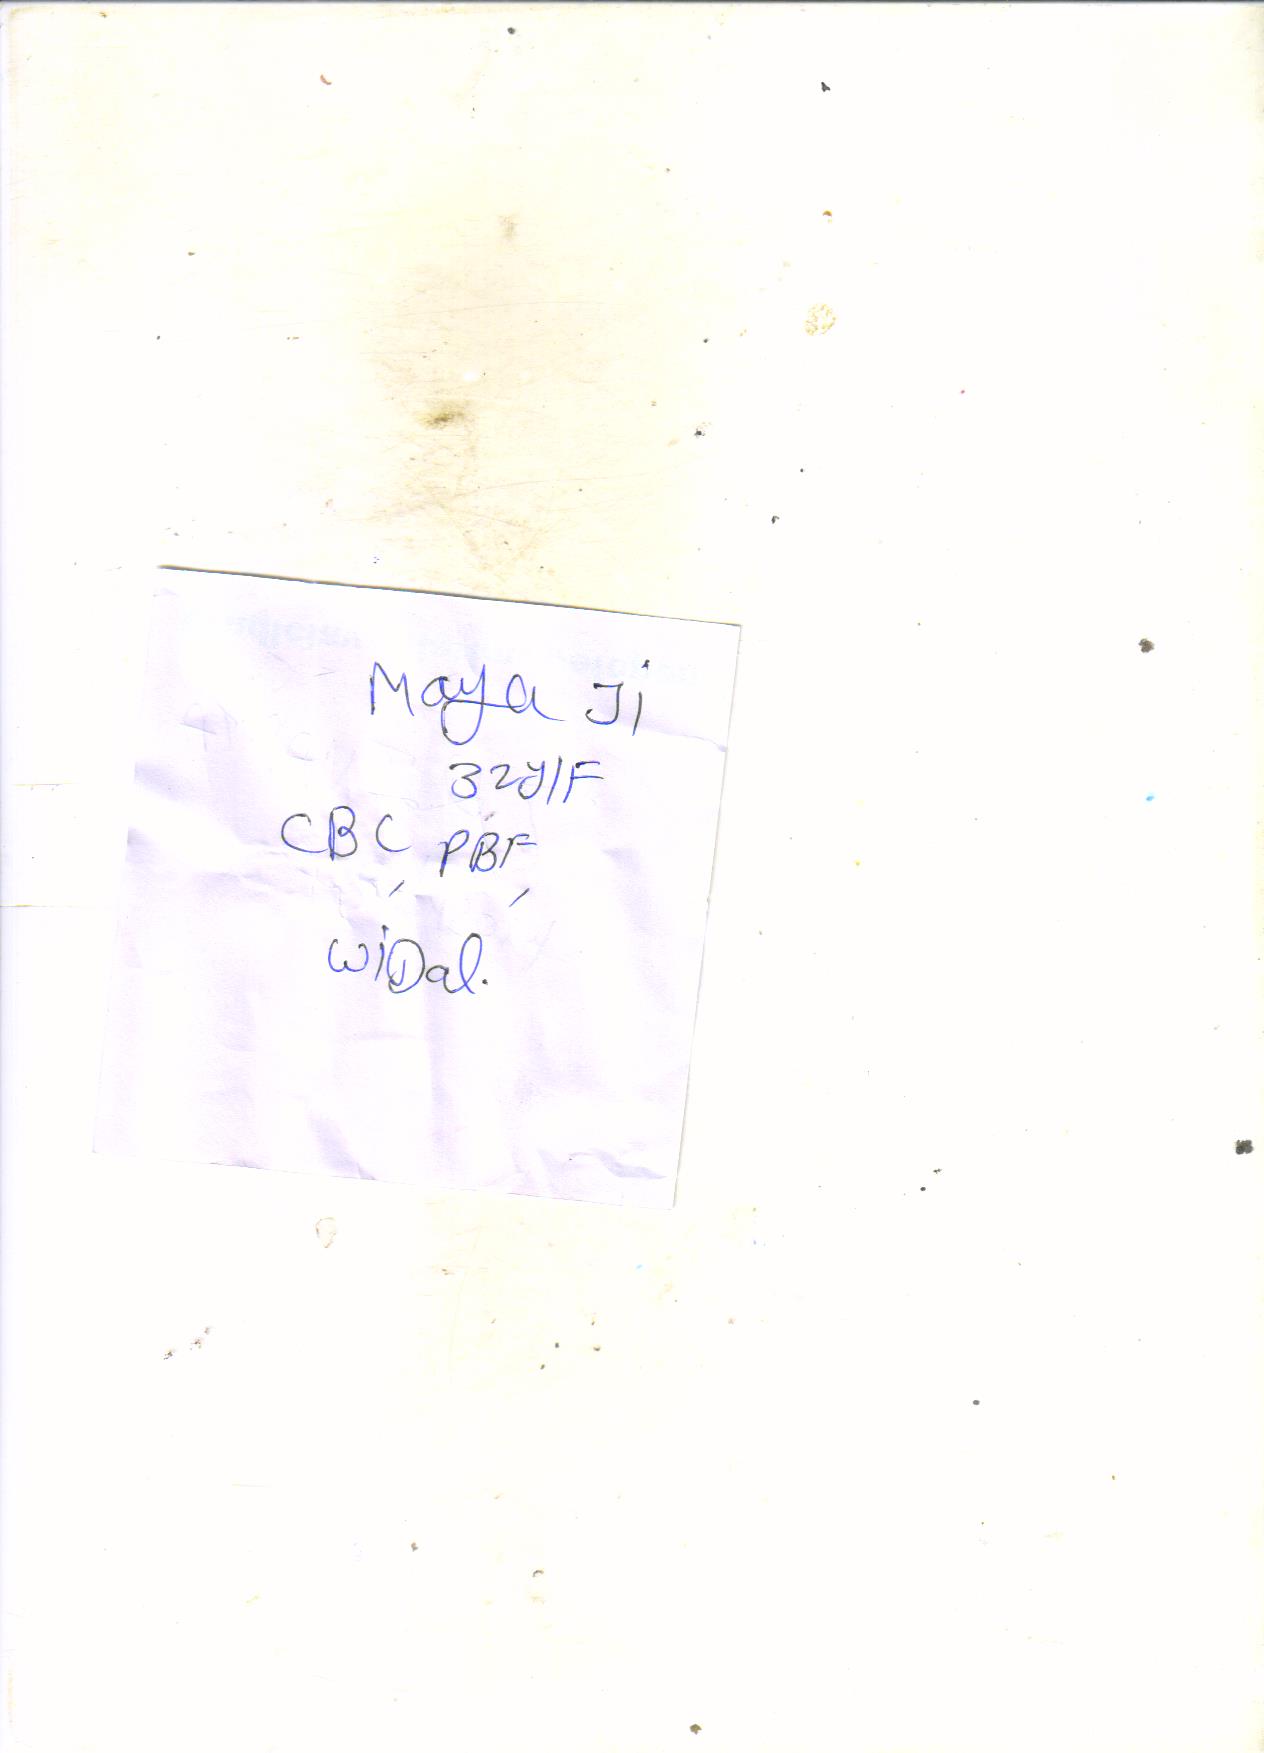 Maya Ji
32y/F
CBC PBF
WiDal.